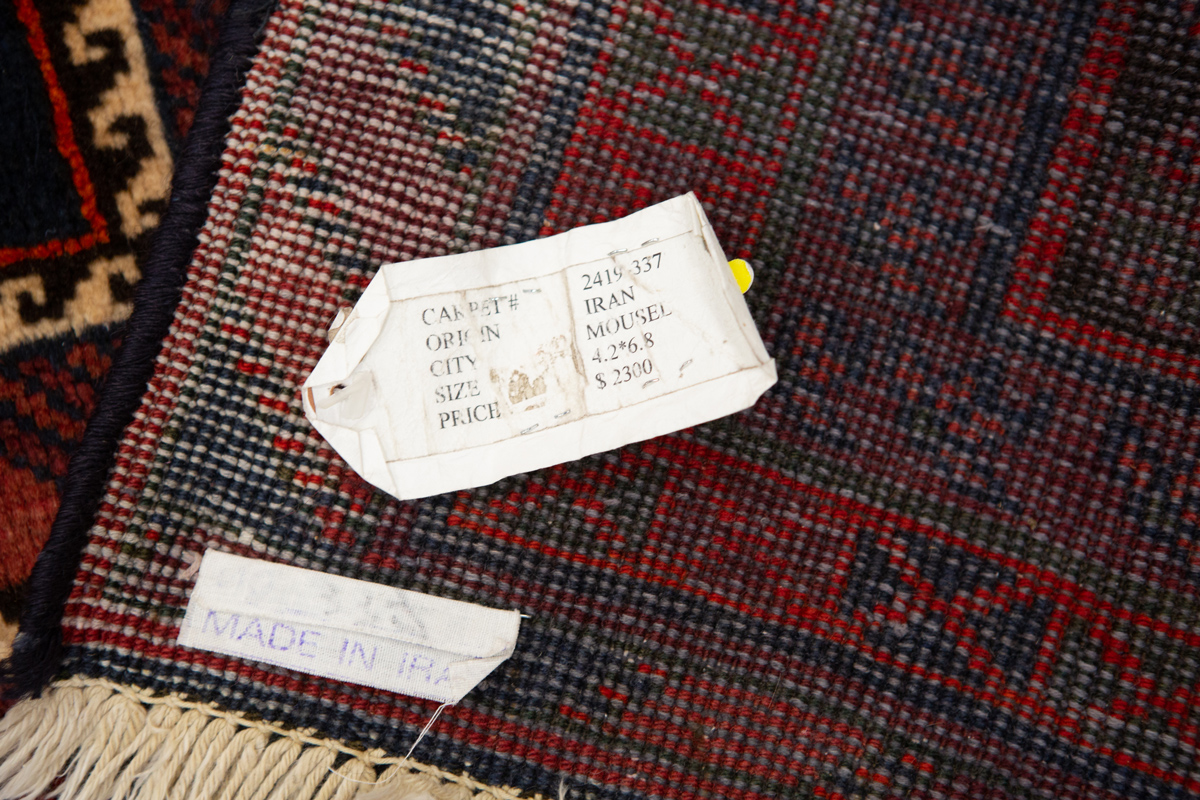 CARPET # 2419 337
ORIGIN IRAN
CITY MOUSEL
SIZE 4.2*6.8
PRICE $ 2300
MADE IN IRA